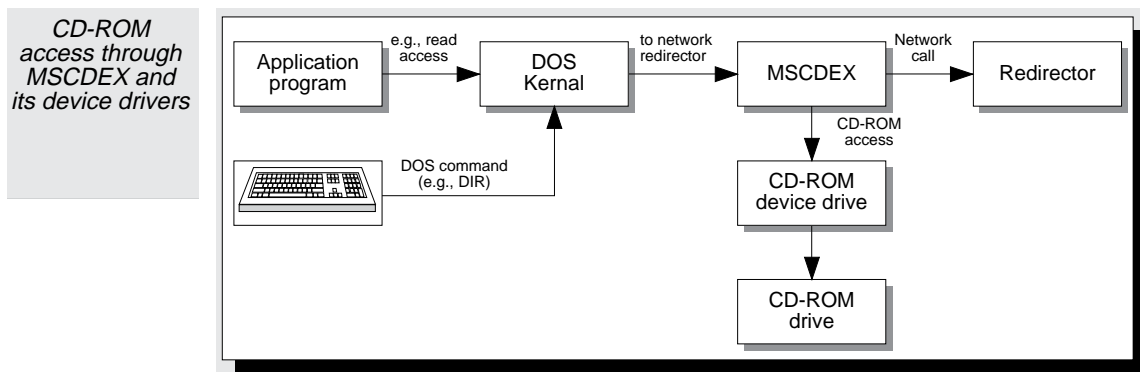 CD-ROM
access through
MSCDEX and
its device drivers
Application
program
e.g., read
access
DOS
Kernal
to network
redirector
MSCDEX
Network
call
Redirector
CD-ROM
access
DOS command
(e.g., DIR)
CD-ROM
device drive
CD-ROM
drive